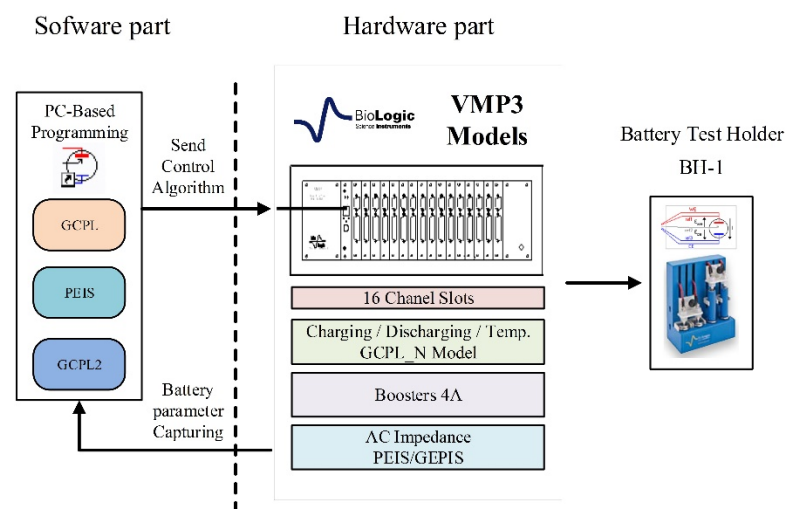 Sofware part
Hardware part
PC-Based
Programming
GCPL
PEIS
GCPL2
Send
Control
Algorithm
Battery
parameter
Capturing
BioLogic
Science Instruments
VMP3
Models
16 Chanel Slots
Charging / Discharging / Temp.
GCPL_N Model
Boosters 4A
AC Impedance
PEIS/GEPIS
Battery Test Holder
BH-1